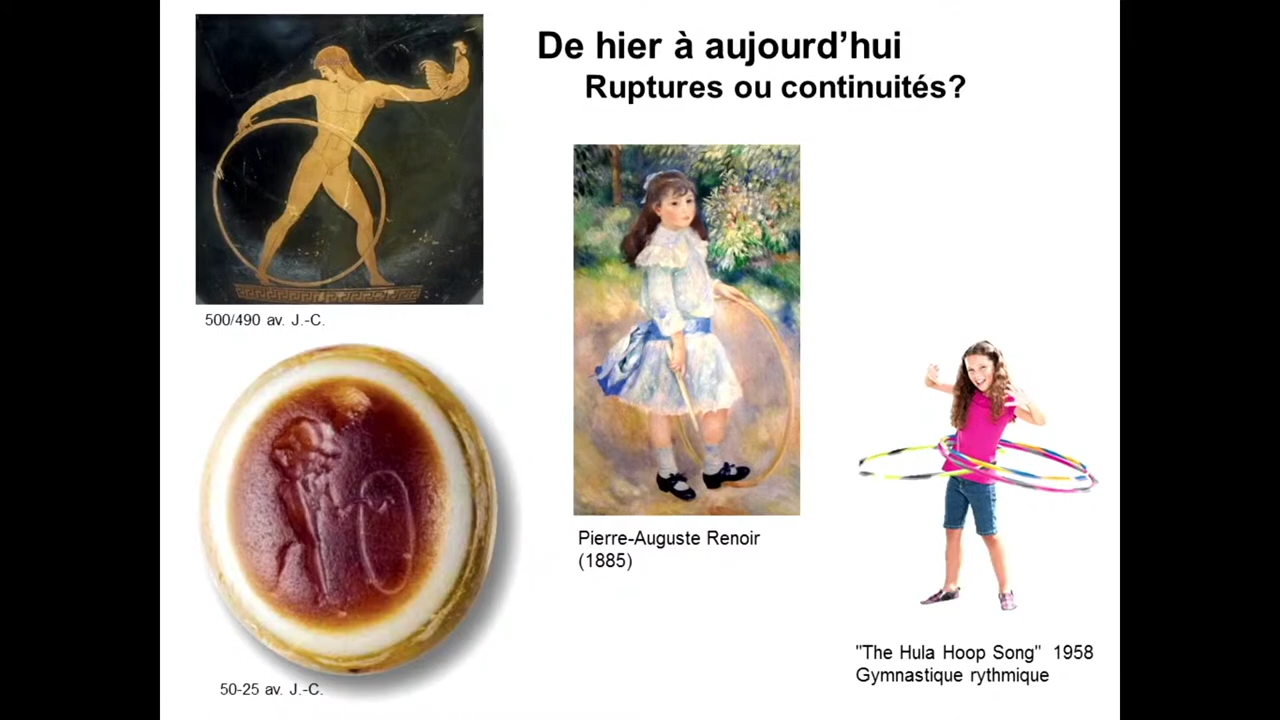 De hier à aujourd’hui
Ruptures ou continuités?
500/490 av. J.-C.
Pierre-Auguste Renoir
(1885)
"The Hula Hoop Song" 1958
Gymnastique rythmique
50-25 av. J.-C.